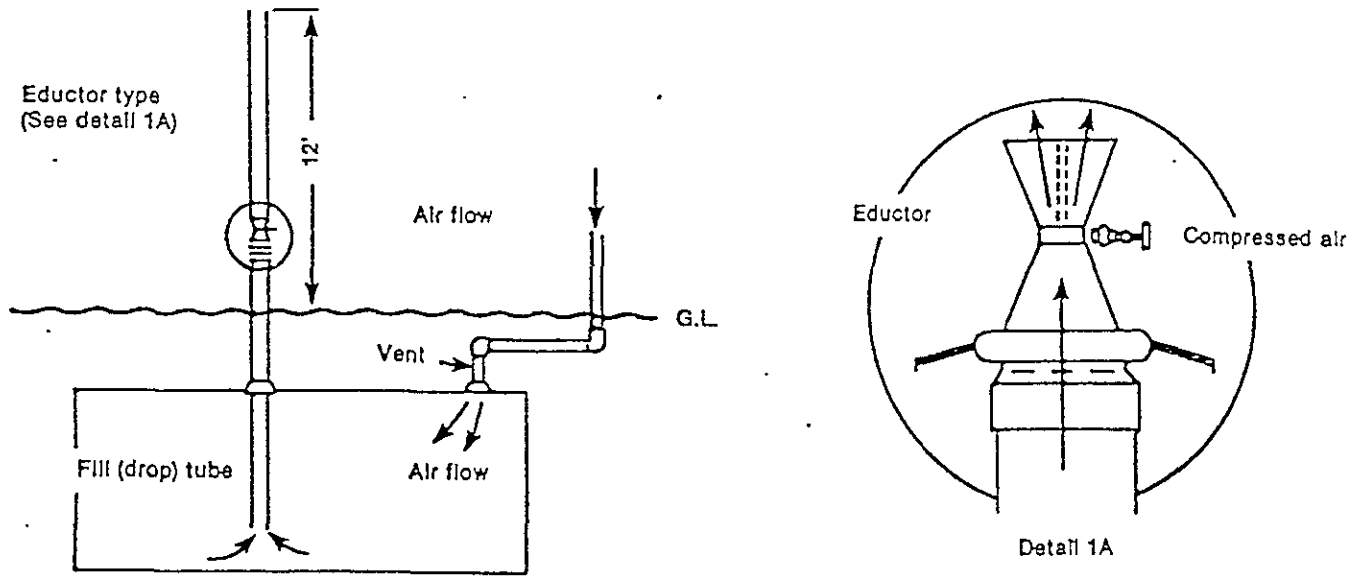 Eductor type
(See detail 1A)
12'
Air flow
G.L.
Vent
Fill (drop) tube
Air flow
Eductor
Compressed air
Detail 1A